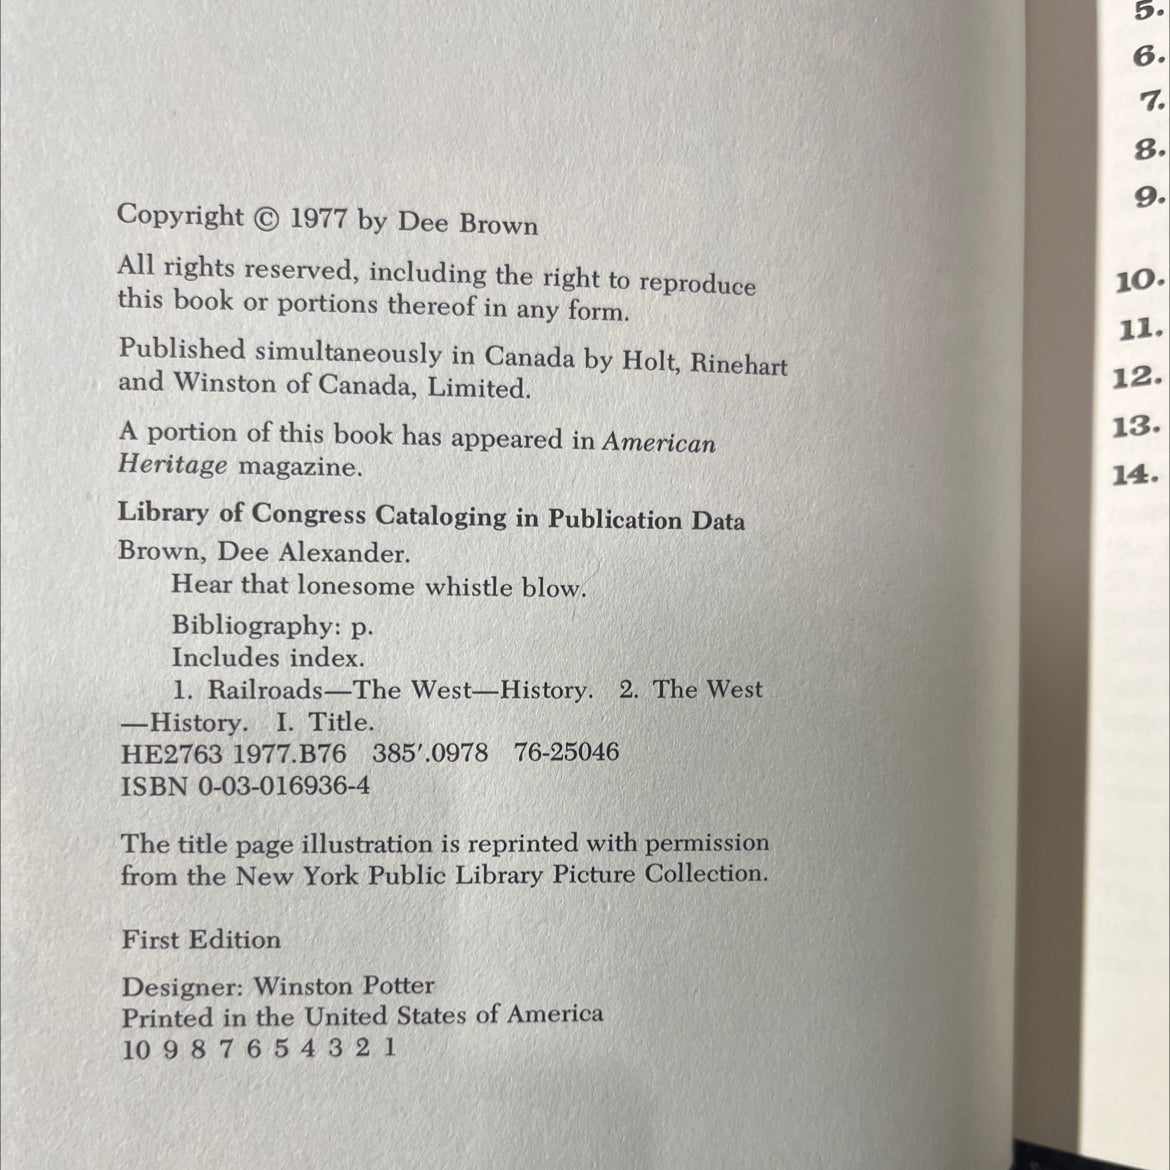 Copyright © 1977 by Dee Brown
All rights reserved, including the right to reproduce
this book or portions thereof in any form.
Published simultaneously in Canada by Holt, Rinehart
and Winston of Canada, Limited.
A portion of this book has appeared in American
Heritage magazine.
Library of Congress Cataloging in Publication Data
Brown, Dee Alexander.
Hear that lonesome whistle blow.
Bibliography: p.
Includes index.
1. Railroads—The West—History. 2. The West
—History. I. Title.
HE2763 1977.B76 385′.0978 76-25046
ISBN 0-03-016936-4
The title page illustration is reprinted with permission
from the New York Public Library Picture Collection.
First Edition
Designer: Winston Potter
Printed in the United States of America
10 9 8 7 6 5 4 3 2 1
5.
6.
7.
8.
9.
10.
11.
12.
13.
14.